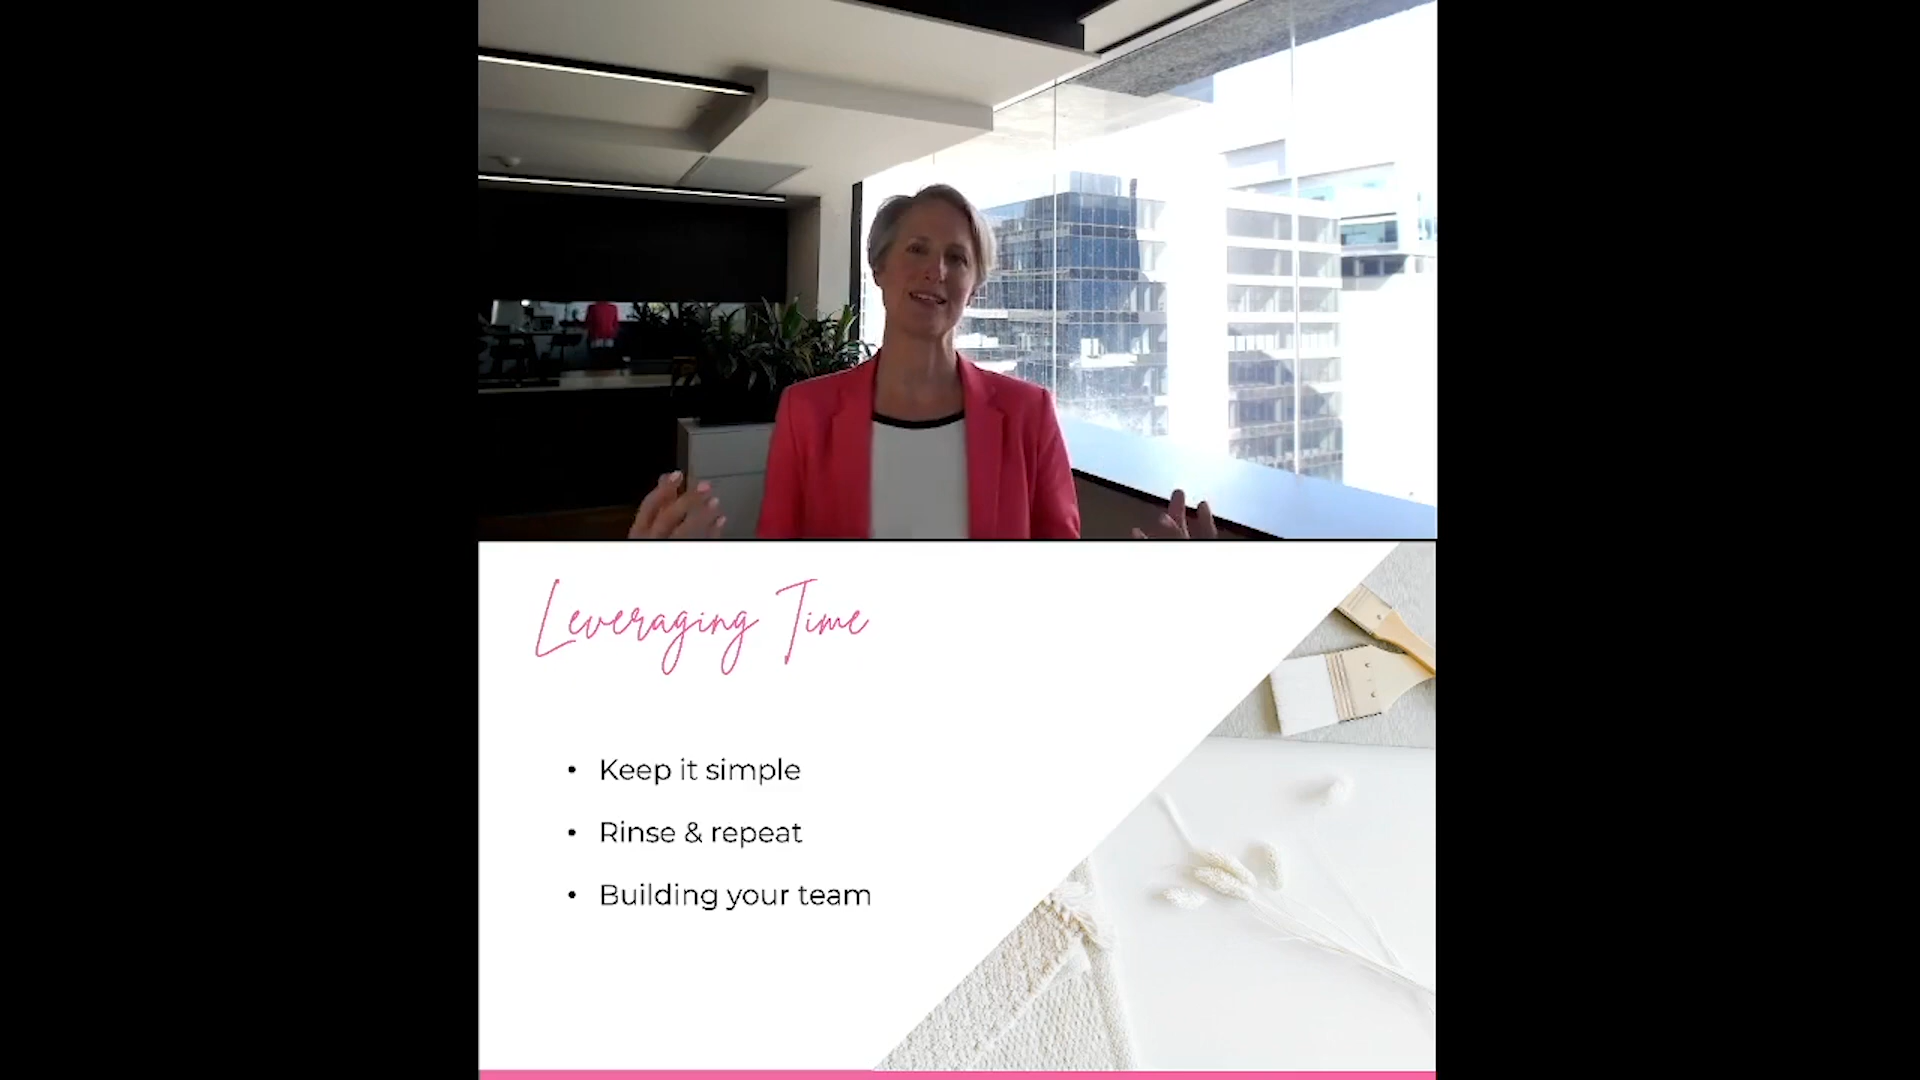 Leveraging Time
• Keep it simple
• Rinse & repeat
• Building your team